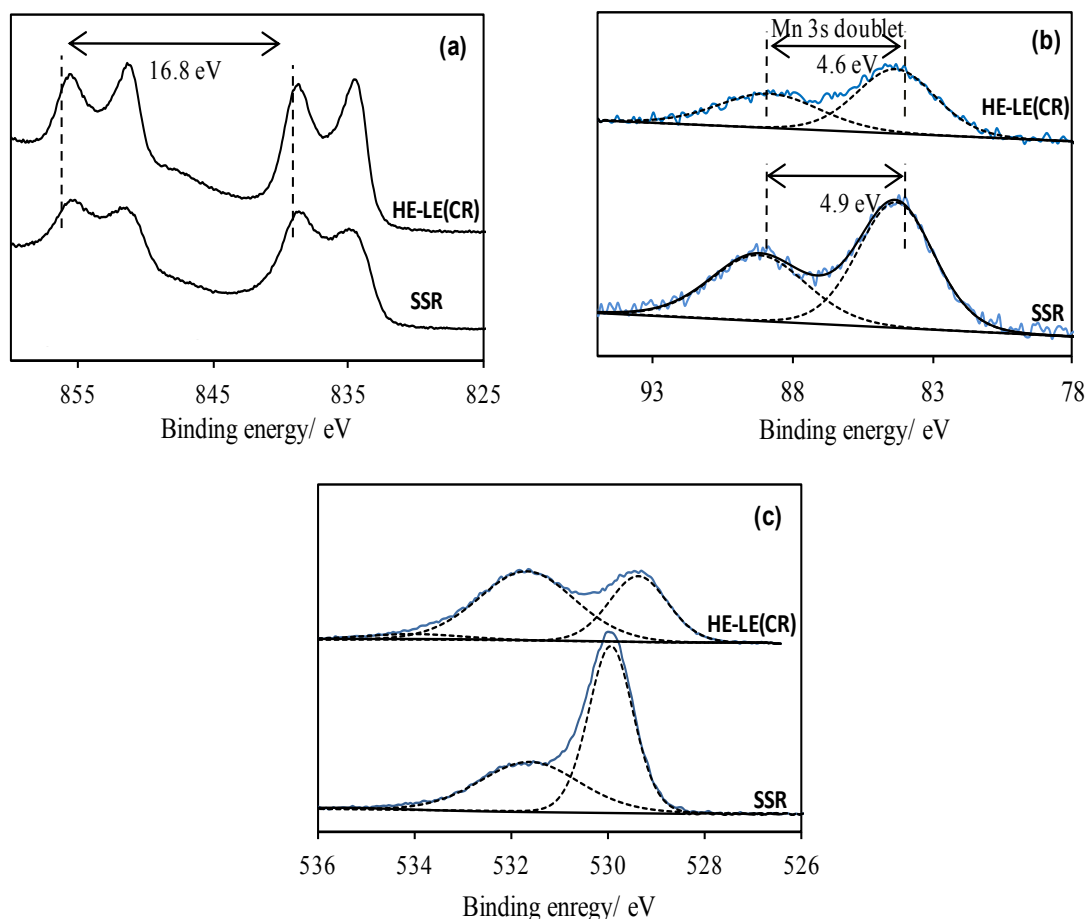 (a)
16.8 eV
HE-LE(CR)
SSR
855
845
835
825
Binding energy/ eV
(b)
Mn 3s doublet
4.6 eV
HE-LE(CR)
4.9 eV
SSR
93
88
83
78
Binding energy/ eV
(c)
HE-LE(CR)
SSR
536
534
532
530
528
526
Binding enregy/ eV